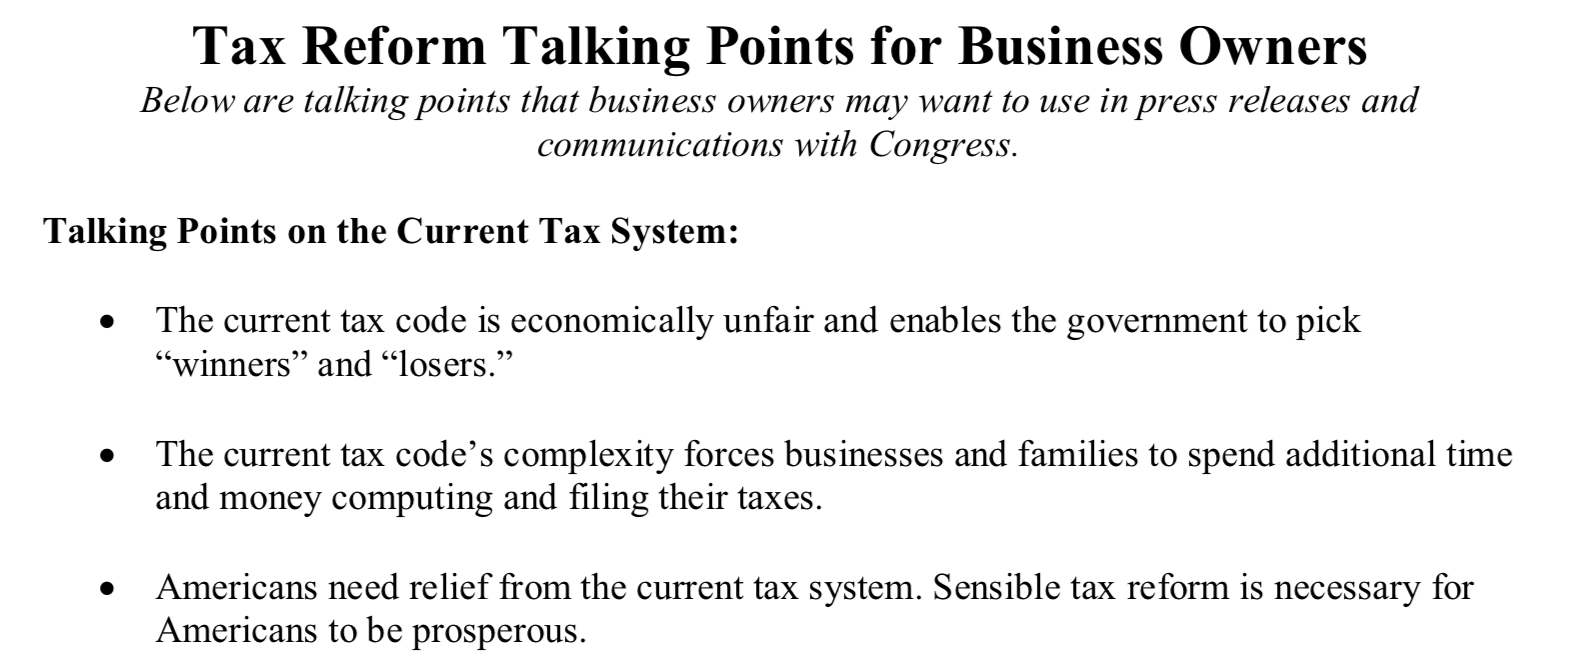 Tax Reform Talking Points for Business Owners
Below are talking points that business owners may want to use in press releases and
communications with Congress.
Talking Points on the Current Tax System:
• The current tax code is economically unfair and enables the government to pick
“winners” and “losers.”
• The current tax code’s complexity forces businesses and families to spend additional time
and money computing and filing their taxes.
• Americans need relief from the current tax system. Sensible tax reform is necessary for
Americans to be prosperous.